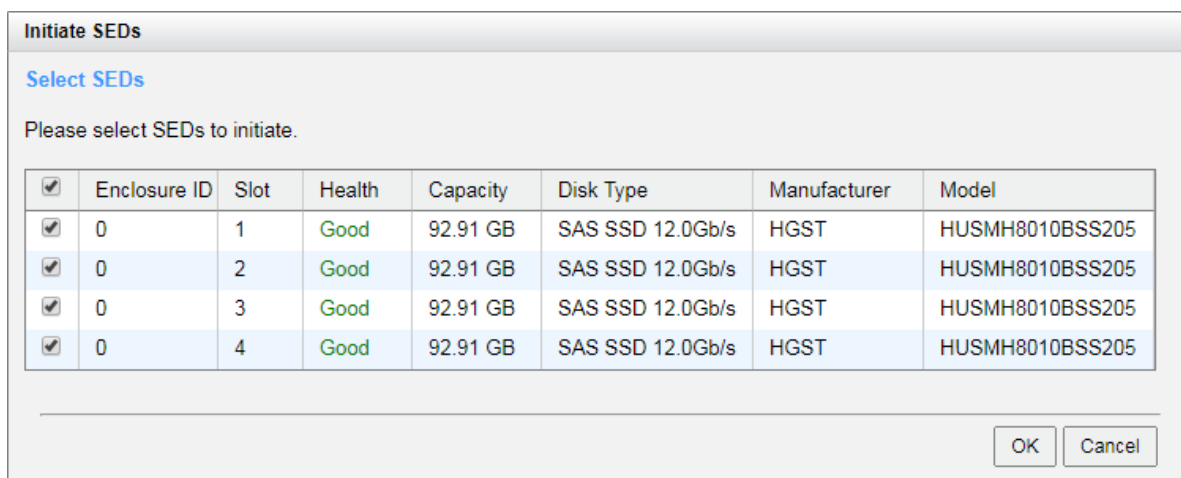 Initiate SEDs
Select SEDs
Please select SEDs to initiate.
Enclosure ID Slot Health Capacity Disk Type Manufacturer Model
0 1 Good 92.91 GB SAS SSD 12.0Gb/s HGST HUSMH8010BSS205
0 2 Good 92.91 GB SAS SSD 12.0Gb/s HGST HUSMH8010BSS205
0 3 Good 92.91 GB SAS SSD 12.0Gb/s HGST HUSMH8010BSS205
0 4 Good 92.91 GB SAS SSD 12.0Gb/s HGST HUSMH8010BSS205
OK Cancel